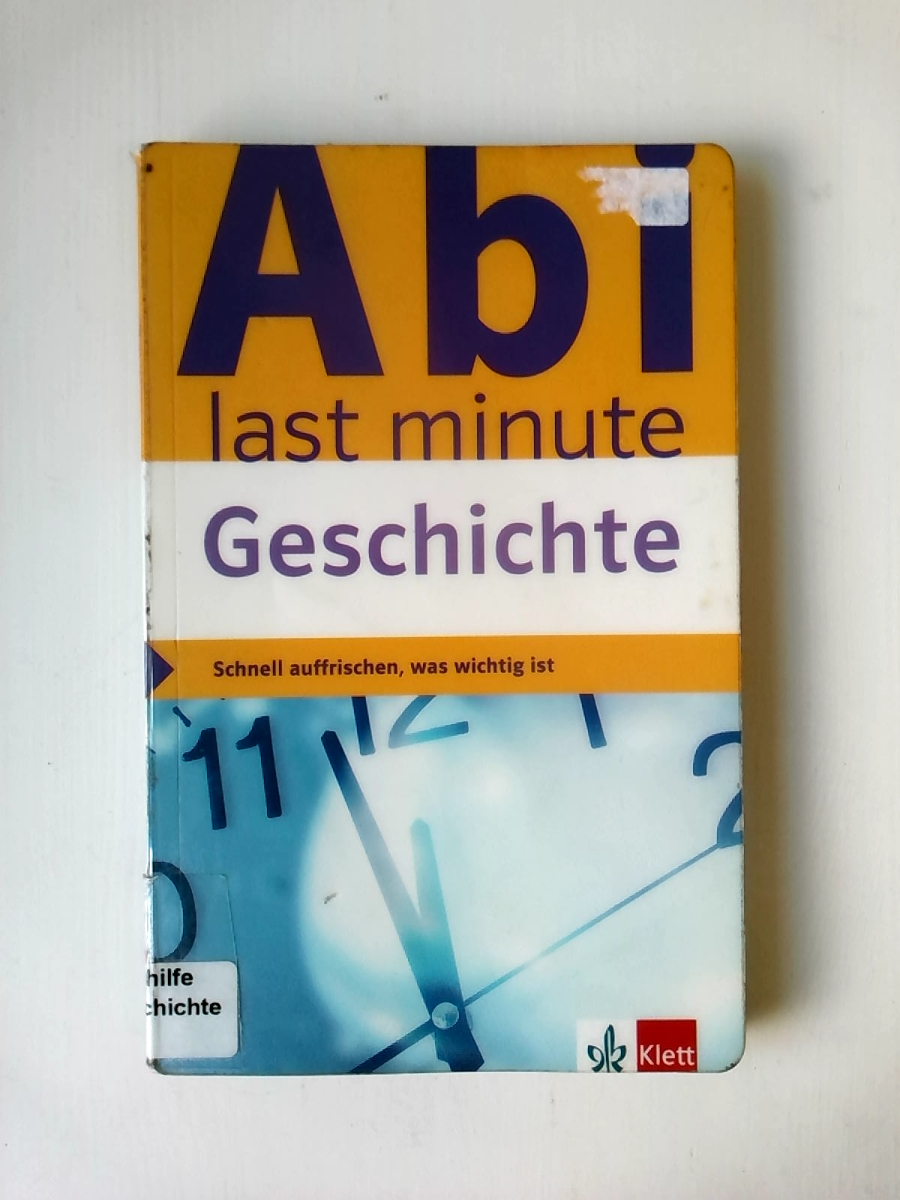 Abi
last minute
Geschichte
Schnell auffrischen, was wichtig ist
12
1
11
2
hilfe
chichte
Klett